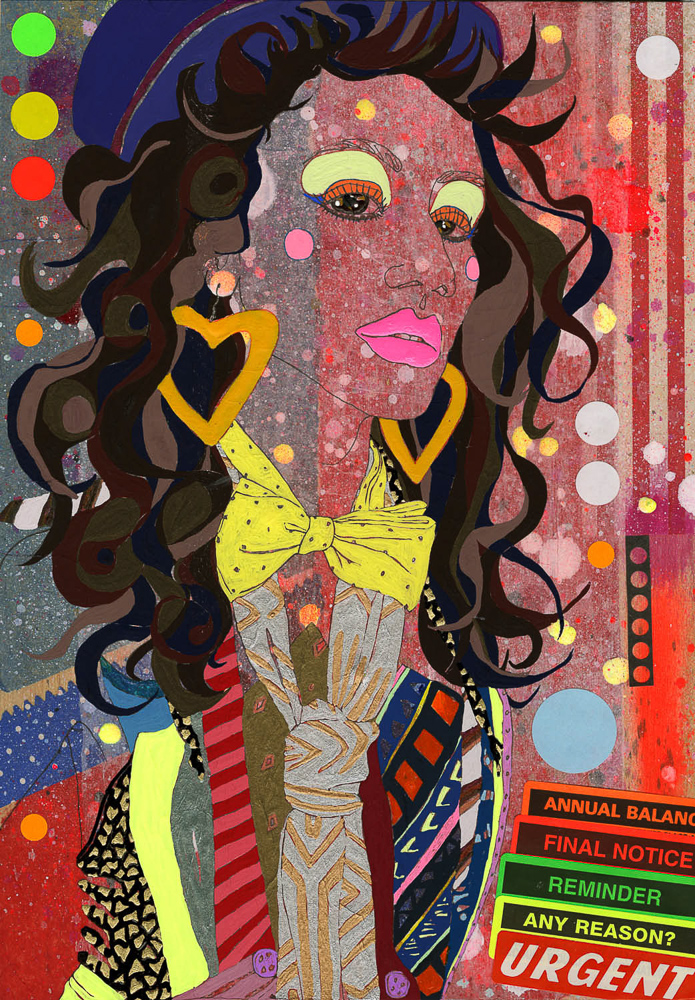 ANNUAL BALANC
FINAL NOTICE
REMINDER
ANY REASON?
URGENT